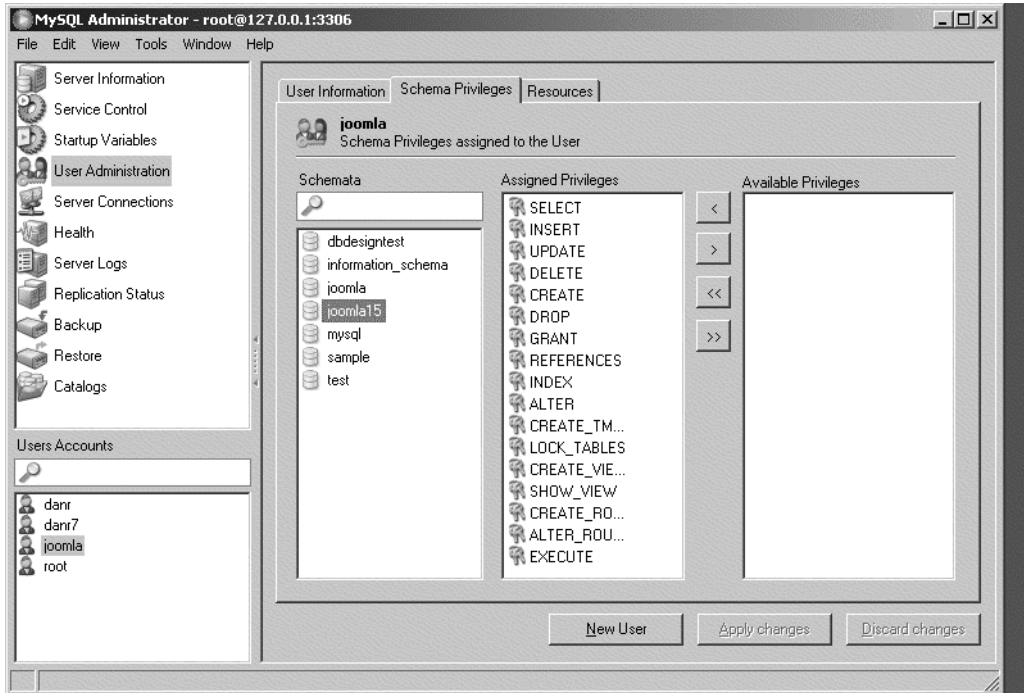 MySQL Administrator - root@127.0.0.1:3306
File Edit View Tools Window Help
Server Information
Service Control
Startup Variables
User Administration
Server Connections
Health
Server Logs
Replication Status
Backup
Restore
Catalogs
Users Accounts
danr
danr7
joomla
root
User Information Schema Privileges Resources
joomla
Schema Privileges assigned to the User
Schemata
dbdesigntest
information_schema
joomla
joomla15
mysql
sample
test
Assigned Privileges
SELECT
INSERT
UPDATE
DELETE
CREATE
DROP
GRANT
REFERENCES
INDEX
ALTER
CREATE_TM...
LOCK_TABLES
CREATE_VIE...
SHOW_VIEW
CREATE_RO...
ALTER_ROU...
EXECUTE
<
>
<<
>>
Available Privileges
New User Apply changes Discard changes